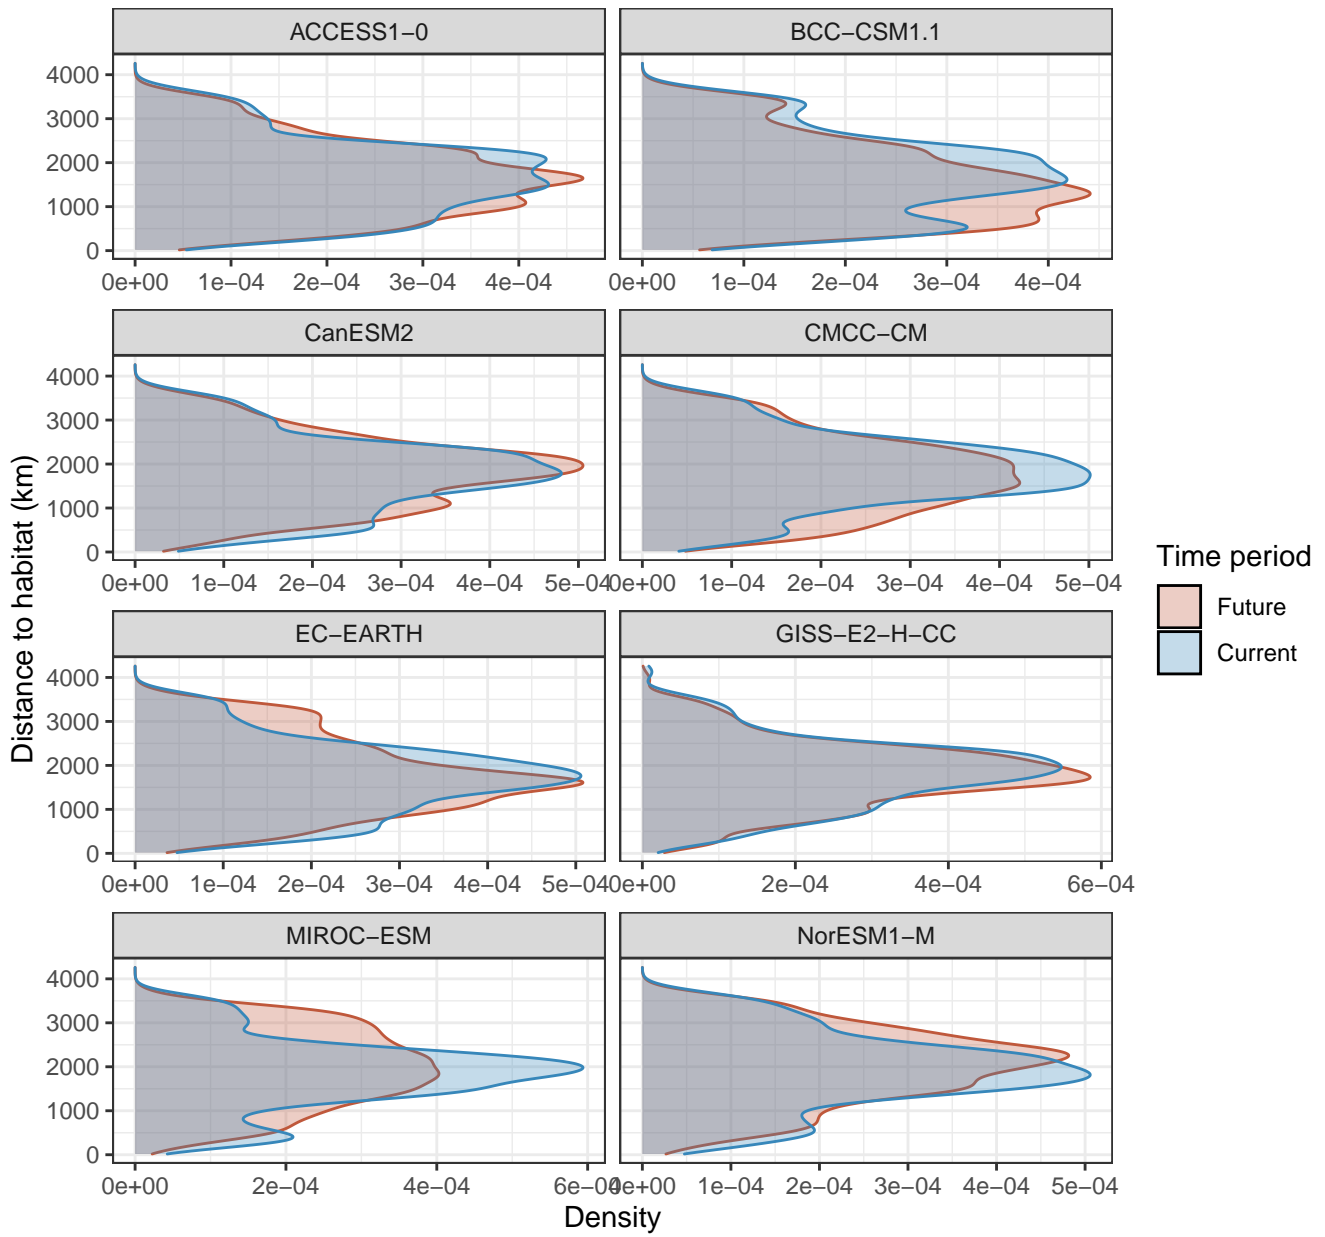 ACCESS1−0
BCC−CSM1.1
4000
3000
2000
1000
0
0e+00 1e−04 2e−04 3e−04 4e−04
0e+00 1e−04 2e−04 3e−04 4e−04
CanESM2
CMCC−CM
4000
3000
2000
1000
0
0e+00 1e−04 2e−04 3e−04 4e−04 5e−04
0e+00 1e−04 2e−04 3e−04 4e−04 5e−04
EC−EARTH
GISS−E2−H−CC
4000
3000
2000
1000
0
0e+00 1e−04 2e−04 3e−04 4e−04 5e−04
0e+00 2e−04 4e−04 6e−04
MIROC−ESM
NorESM1−M
4000
3000
2000
1000
0
0e+00 2e−04 4e−04 6e−04
0e+00 1e−04 2e−04 3e−04 4e−04 5e−04
Density
Distance to habitat (km)
Time period
Future
Current